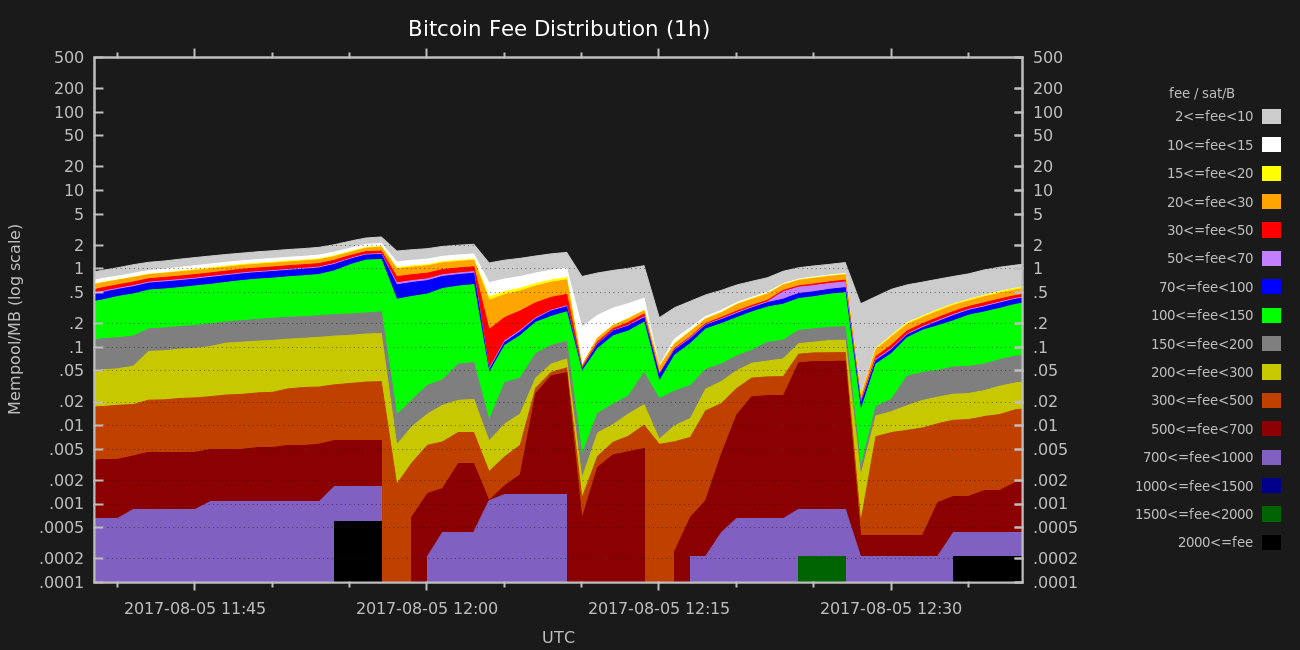 Bitcoin Fee Distribution (1h)
500
200
100
50
20
10
5
2
1
.5
.2
.1
.05
.02
.01
.005
.002
.001
.0005
.0002
.0001
Mempool/MB (log scale)
500
200
100
50
20
10
5
2
1
.5
.2
.1
.05
.02
.01
.005
.002
.001
.0005
.0002
.0001
2017-08-05 11:45
2017-08-05 12:00
2017-08-05 12:15
2017-08-05 12:30
UTC
fee / sat/B
2<=fee<10
10<=fee<15
15<=fee<20
20<=fee<30
30<=fee<50
50<=fee<70
70<=fee<100
100<=fee<150
150<=fee<200
200<=fee<300
300<=fee<500
500<=fee<700
700<=fee<1000
1000<=fee<1500
1500<=fee<2000
2000<=fee